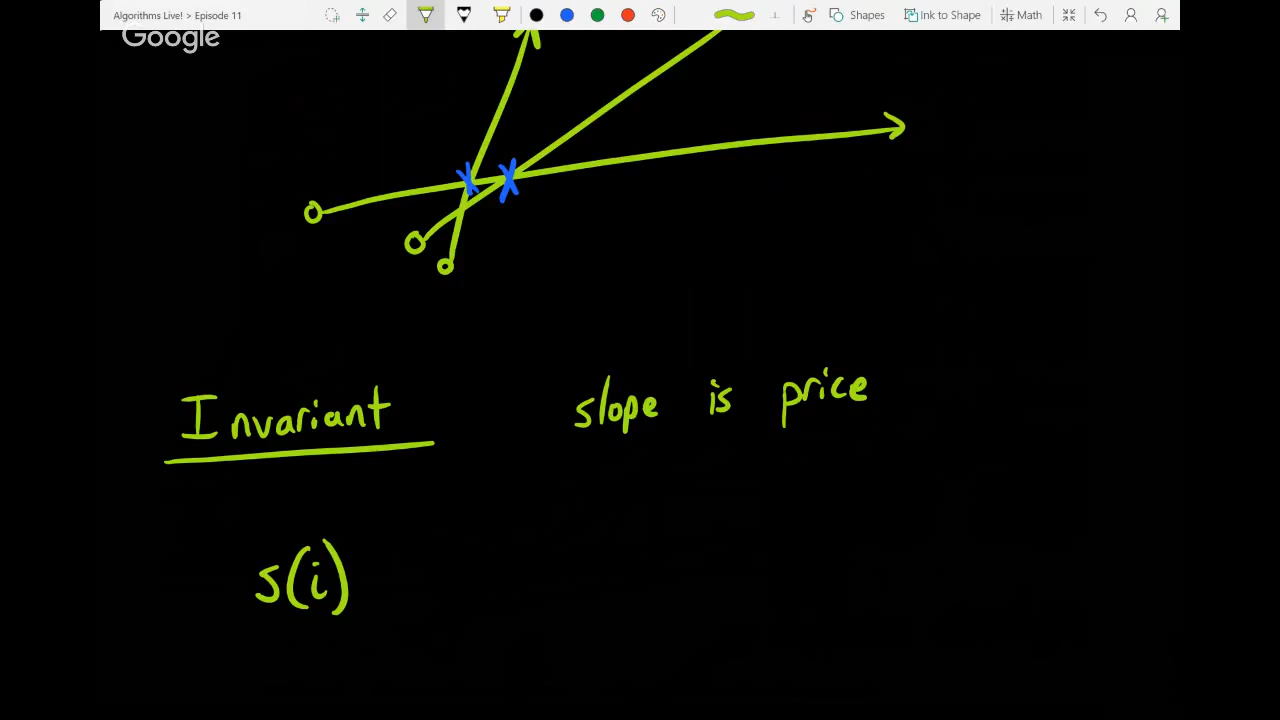 Algorithms Live! > Episode 11
Shapes
Ink to Shape
Math
Google
Invariant
slope is price
s(i)